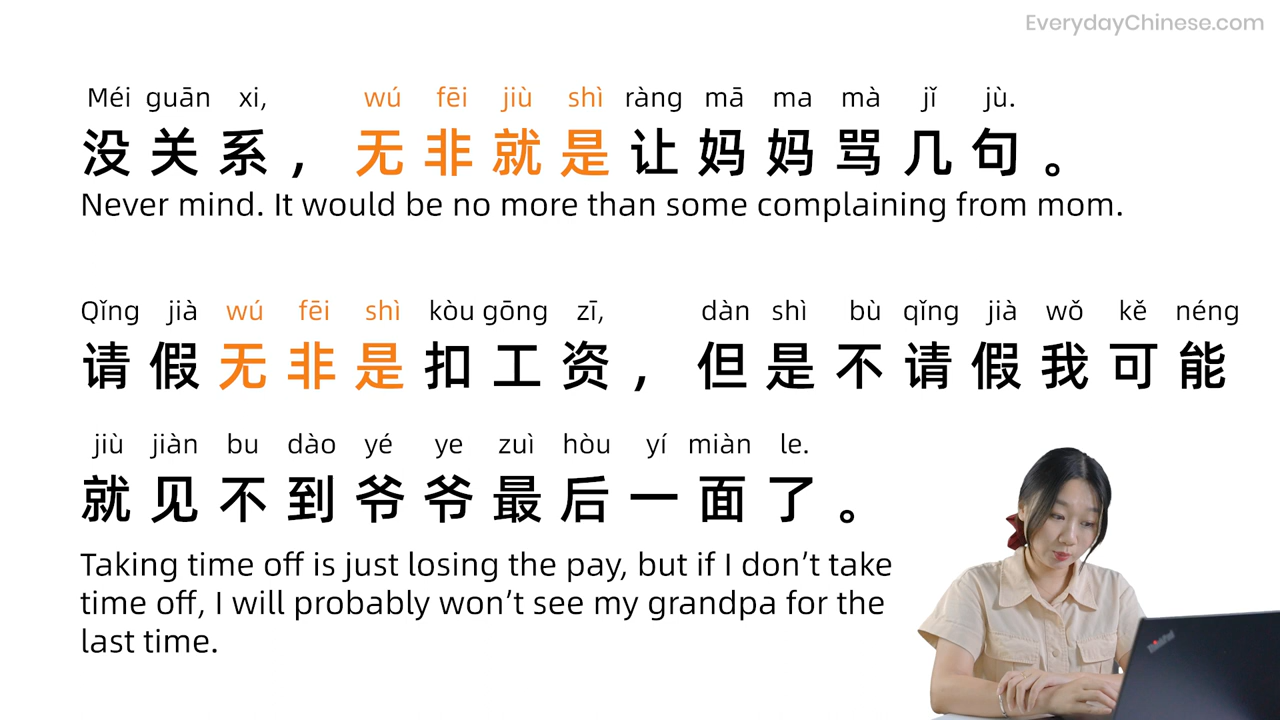 EverydayChinese.com
Méi guān xi, wú fēi jiù shì ràng mā ma mà jǐ jù.
没关系，无非就是让妈妈骂几句。
Never mind. It would be no more than some complaining from mom.
Qǐng jià wú fēi shì kòu gōng zī, dàn shì bù qǐng jià wǒ kě néng
请假无非是扣工资，但是不请假我可能
jiù jiàn bu dào yé ye zuì hòu yí miàn le.
就见不到爷爷最后一面了。
Taking time off is just losing the pay, but if I don’t take
time off, I will probably won’t see my grandpa for the
last time.
ThinkPad